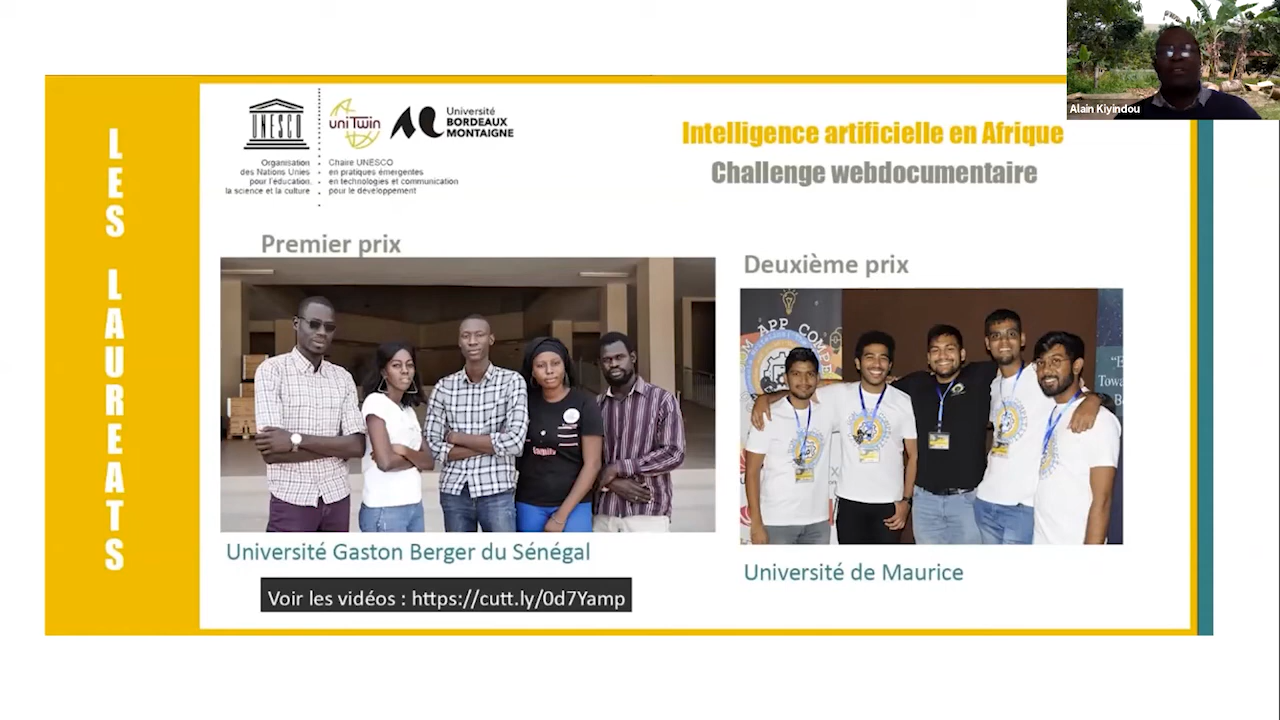 Alain Kiyindou
LES LAUREATS
UNESCO
uniTwin
Université
BORDEAUX
MONTAIGNE
Organisation
des Nations Unies
pour l'éducation,
la science et la culture
Chaire UNESCO
en pratiques émergentes
en technologies et communication
pour le développement
Intelligence artificielle en Afrique
Challenge webdocumentaire
Premier prix
Deuxième prix
APP COMPE
family
Université Gaston Berger du Sénégal
Université de Maurice
Voir les vidéos : https://cutt.ly/0d7Yamp